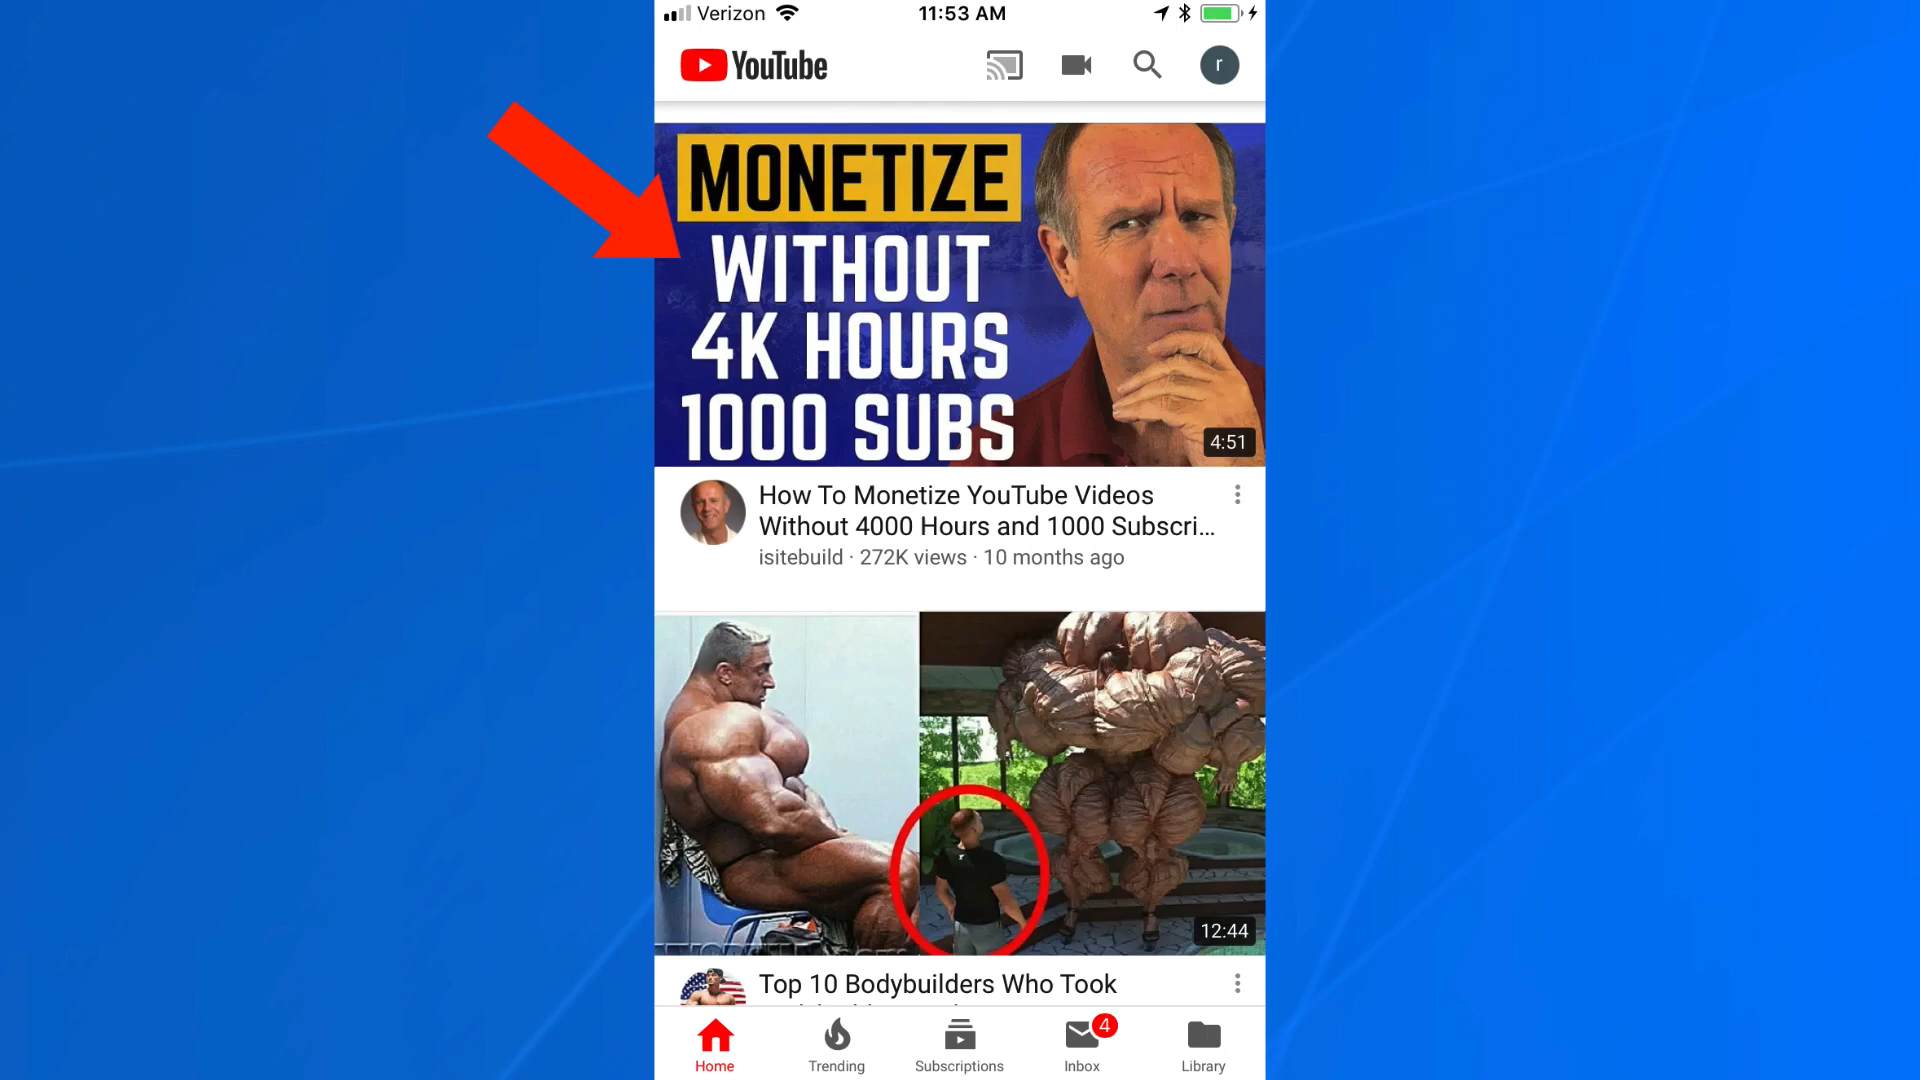 Verizon 11:53 AM
YouTube
r
MONETIZE
WITHOUT
4K HOURS
1000 SUBS
4:51
How To Monetize YouTube Videos
Without 4000 Hours and 1000 Subscri...
isitebuild · 272K views · 10 months ago
12:44
Top 10 Bodybuilders Who Took
4
Home Trending Subscriptions Inbox Library